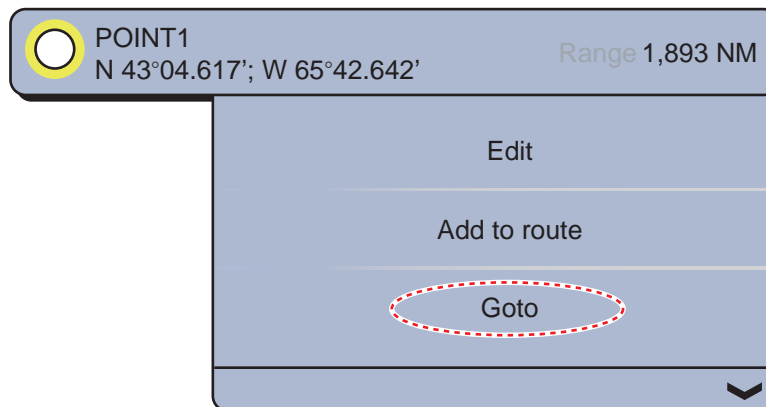 POINT1
N 43°04.617’; W 65°42.642’
Range 1,893 NM
Edit
Add to route
Goto